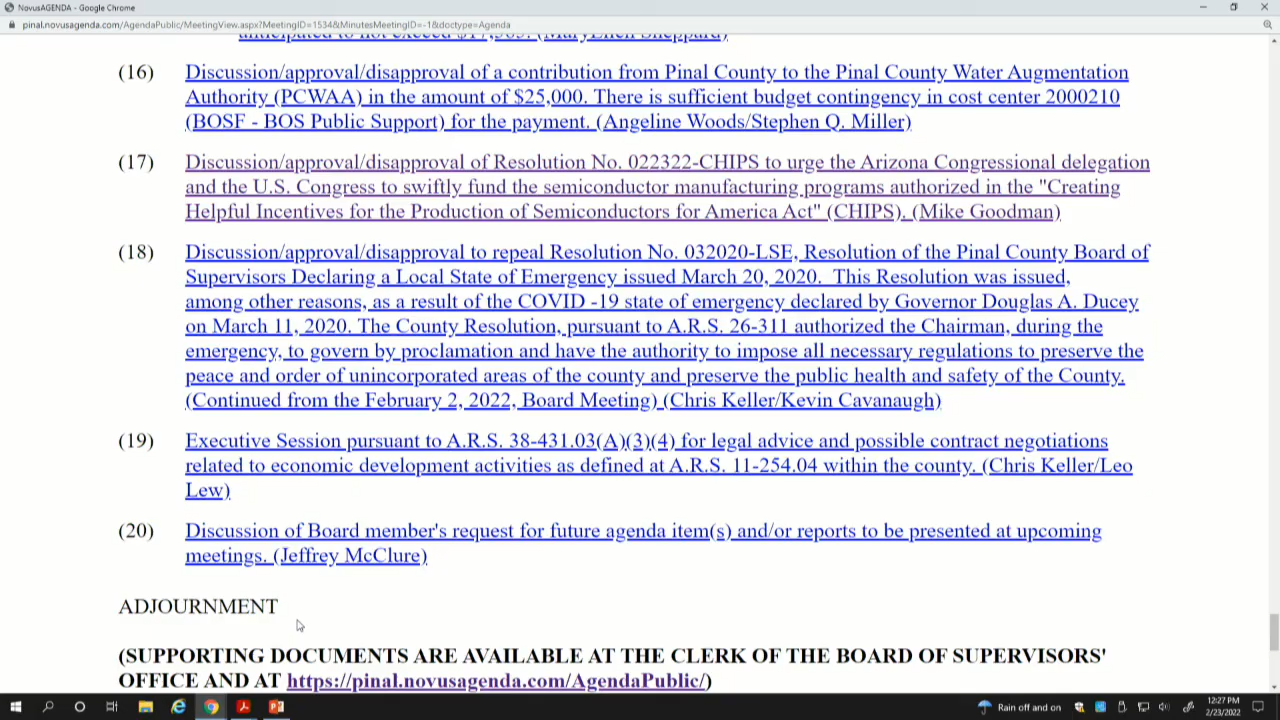 NovusAGENDA - Google Chrome
pinal.novusagenda.com/AgendaPublic/MeetingView.aspx?MeetingID=1534&MinutesMeetingID=-1&doctype=Agenda
anticipated to not exceed $17,365. (MaryEllen Sheppard)
(16) Discussion/approval/disapproval of a contribution from Pinal County to the Pinal County Water Augmentation
Authority (PCWAA) in the amount of $25,000. There is sufficient budget contingency in cost center 2000210
(BOSF - BOS Public Support) for the payment. (Angeline Woods/Stephen Q. Miller)
(17) Discussion/approval/disapproval of Resolution No. 022322-CHIPS to urge the Arizona Congressional delegation
and the U.S. Congress to swiftly fund the semiconductor manufacturing programs authorized in the "Creating
Helpful Incentives for the Production of Semiconductors for America Act" (CHIPS). (Mike Goodman)
(18) Discussion/approval/disapproval to repeal Resolution No. 032020-LSE, Resolution of the Pinal County Board of
Supervisors Declaring a Local State of Emergency issued March 20, 2020. This Resolution was issued,
among other reasons, as a result of the COVID -19 state of emergency declared by Governor Douglas A. Ducey
on March 11, 2020. The County Resolution, pursuant to A.R.S. 26-311 authorized the Chairman, during the
emergency, to govern by proclamation and have the authority to impose all necessary regulations to preserve the
peace and order of unincorporated areas of the county and preserve the public health and safety of the County.
(Continued from the February 2, 2022, Board Meeting) (Chris Keller/Kevin Cavanaugh)
(19) Executive Session pursuant to A.R.S. 38-431.03(A)(3)(4) for legal advice and possible contract negotiations
related to economic development activities as defined at A.R.S. 11-254.04 within the county. (Chris Keller/Leo
Lew)
(20) Discussion of Board member's request for future agenda item(s) and/or reports to be presented at upcoming
meetings. (Jeffrey McClure)
ADJOURNMENT
(SUPPORTING DOCUMENTS ARE AVAILABLE AT THE CLERK OF THE BOARD OF SUPERVISORS'
OFFICE AND AT https://pinal.novusagenda.com/AgendaPublic/)
Rain off and on
12:27 PM
2/23/2022